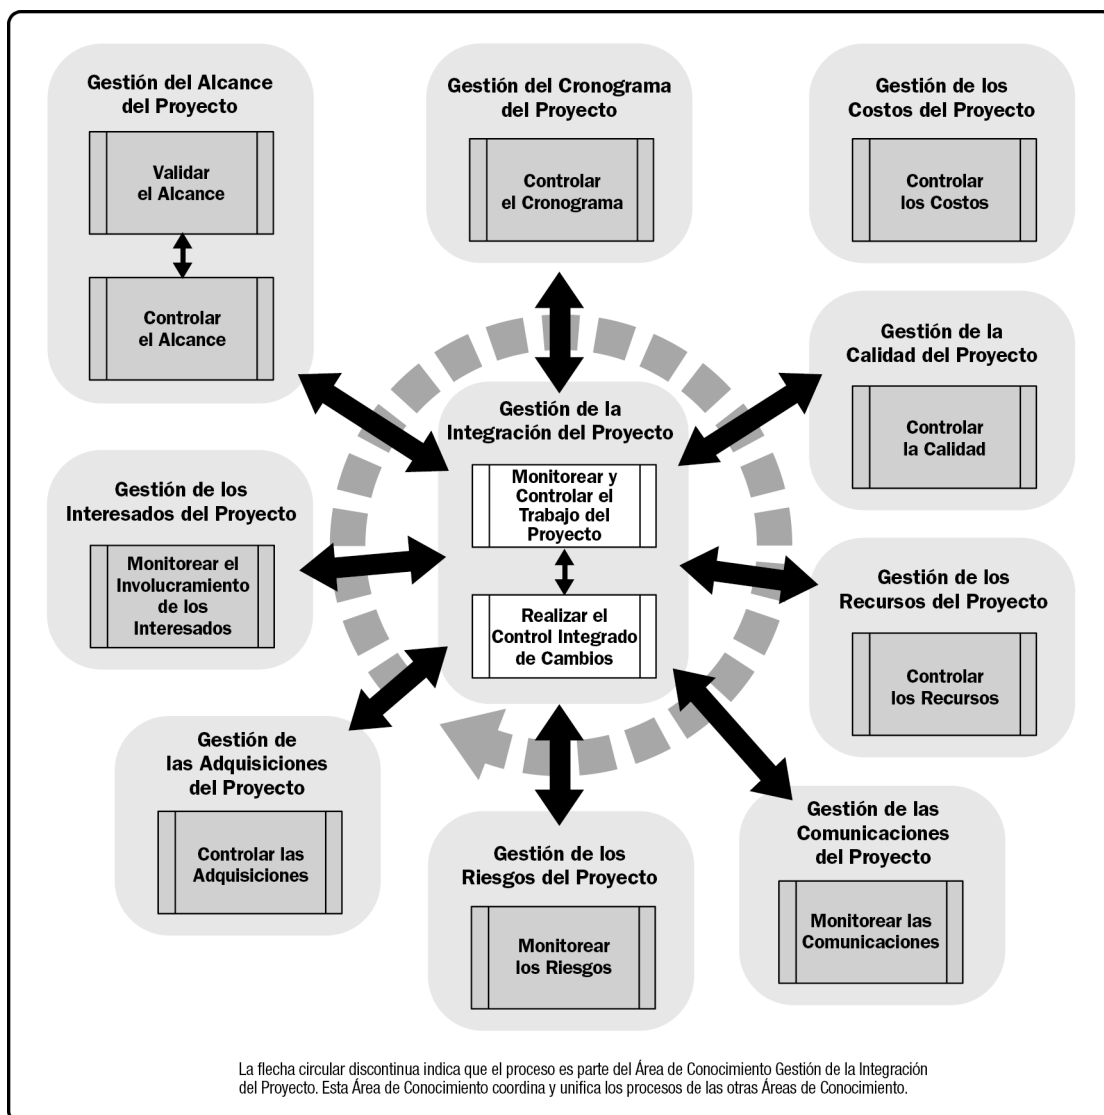 Gestión del Alcance
del Proyecto
Validar
el Alcance
Controlar
el Alcance
Gestión del Cronograma
del Proyecto
Controlar
el Cronograma
Gestión de los
Costos del Proyecto
Controlar
los Costos
Gestión de la
Calidad del Proyecto
Controlar
la Calidad
Gestión de la
Integración del Proyecto
Monitorear y
Controlar el
Trabajo del
Proyecto
Realizar el
Control Integrado
de Cambios
Gestión de los
Interesados del Proyecto
Monitorear el
Involucramiento
de los
Interesados
Gestión de los
Recursos del Proyecto
Controlar
los Recursos
Gestión de
las Adquisiciones
del Proyecto
Controlar las
Adquisiciones
Gestión de los
Riesgos del Proyecto
Monitorear
los Riesgos
Gestión de las
Comunicaciones
del Proyecto
Monitorear las
Comunicaciones
La flecha circular discontinua indica que el proceso es parte del Área de Conocimiento Gestión de la Integración
del Proyecto. Esta Área de Conocimiento coordina y unifica los procesos de las otras Áreas de Conocimiento.